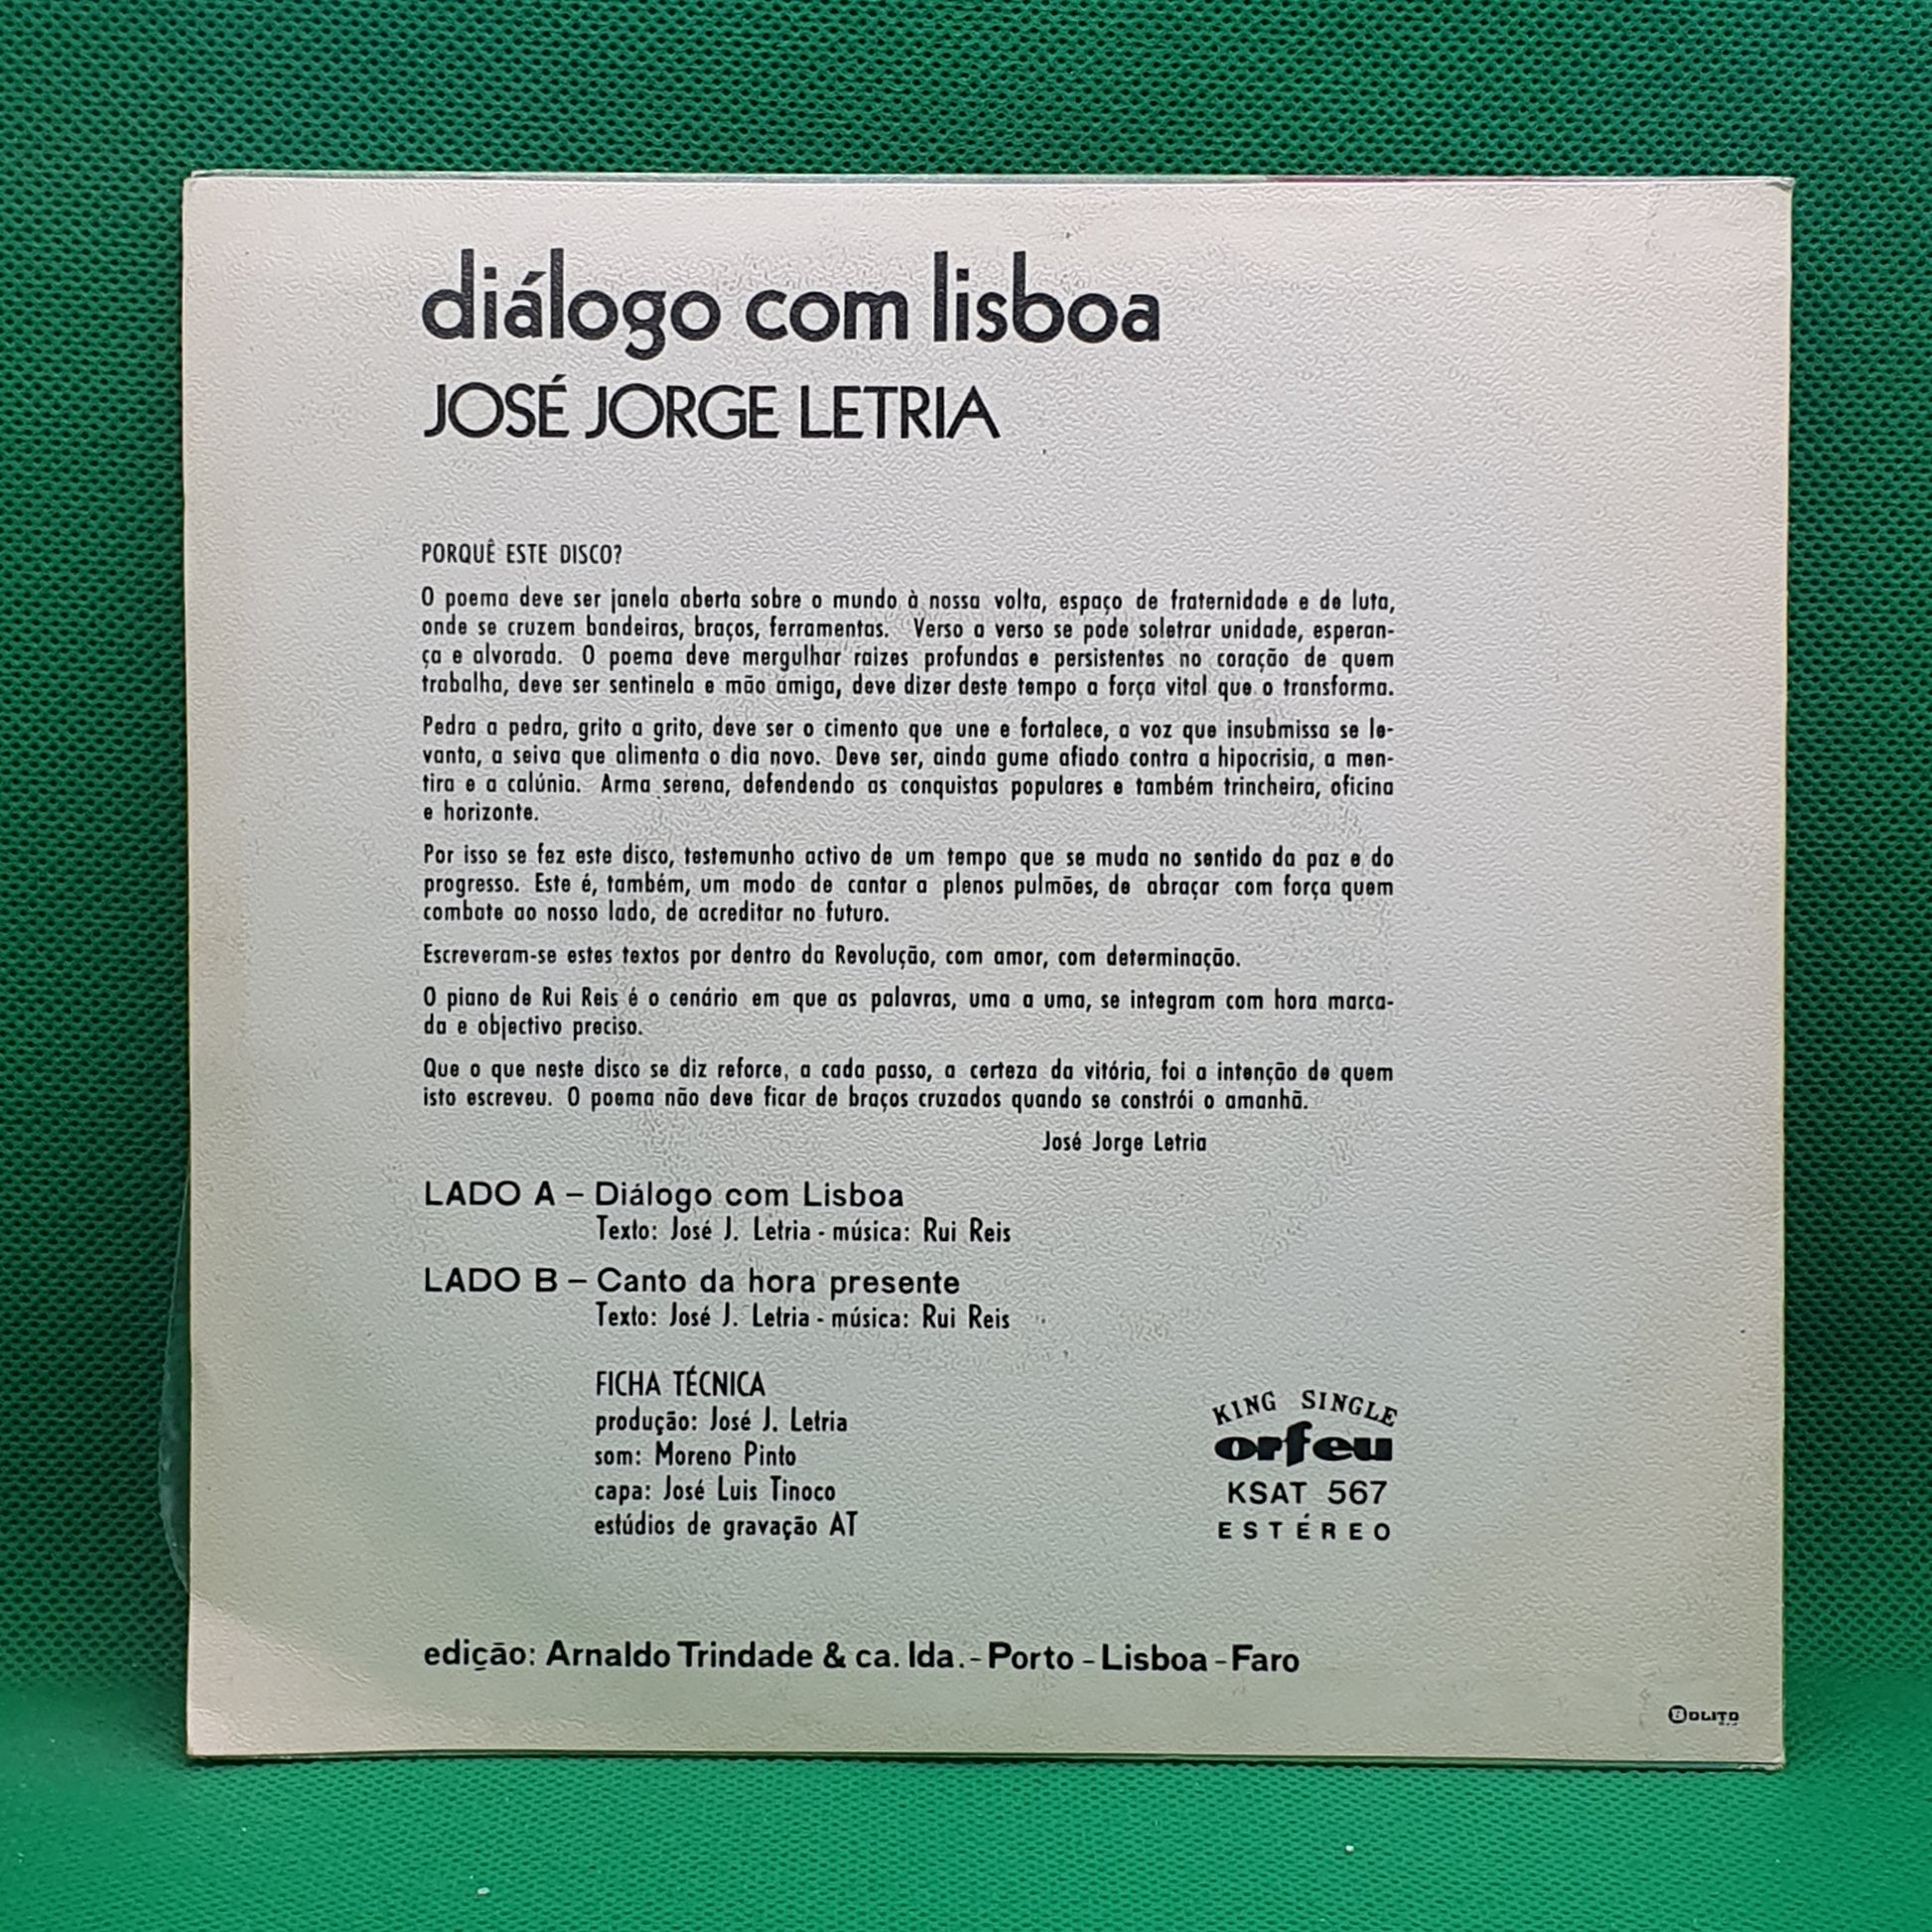 diálogo com lisboa
JOSÉ JORGE LETRIA
PORQUÊ ESTE DISCO?
O poema deve ser janela aberta sobre o mundo à nossa volta, espaço de fraternidade e de luta,
onde se cruzem bandeiras, braços, ferramentas. Verso a verso se pode soletrar unidade, esperan-
ça e alvorada. O poema deve mergulhar raizes profundas e persistentes no coração de quem
trabalha, deve ser sentinela e mão amiga, deve dizer deste tempo a força vital que o transforma.
Pedra a pedra, grito a grito, deve ser o cimento que une e fortalece, a voz que insubmissa se le-
vanta, a seiva que alimenta o dia novo. Deve ser, ainda gume afiado contra a hipocrisia, a men-
tira e a calúnia. Arma serena, defendendo as conquistas populares e também trincheira, oficina
e horizonte.
Por isso se fez este disco, testemunho activo de um tempo que se muda no sentido da paz e do
progresso. Este é, também, um modo de cantar a plenos pulmões, de abraçar com força quem
combate ao nosso lado, de acreditar no futuro.
Escreveram-se estes textos por dentro da Revolução, com amor, com determinação.
O piano de Rui Reis é o cenário em que as palavras, uma a uma, se integram com hora marca-
da e objectivo preciso.
Que o que neste disco se diz reforce, a cada passo, a certeza da vitória, foi a intenção de quem
isto escreveu. O poema não deve ficar de braços cruzados quando se constrói o amanhã.
José Jorge Letria
LADO A – Diálogo com Lisboa
Texto: José J. Letria - música: Rui Reis
LADO B – Canto da hora presente
Texto: José J. Letria - música: Rui Reis
FICHA TÉCNICA
produção: José J. Letria
som: Moreno Pinto
capa: José Luis Tinoco
estúdios de gravação AT
KING SINGLE
orfeu
KSAT 567
ESTÉREO
edição: Arnaldo Trindade & ca. lda. - Porto - Lisboa - Faro
BOLITO